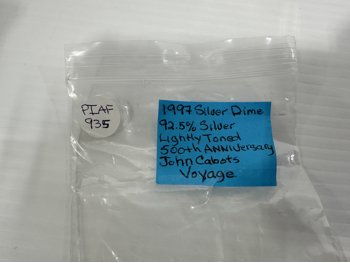 PIAF
935
1997 Silver Dime
92.5% Silver
Lightly Toned
500th ANNiversary
John Cabots
Voyage